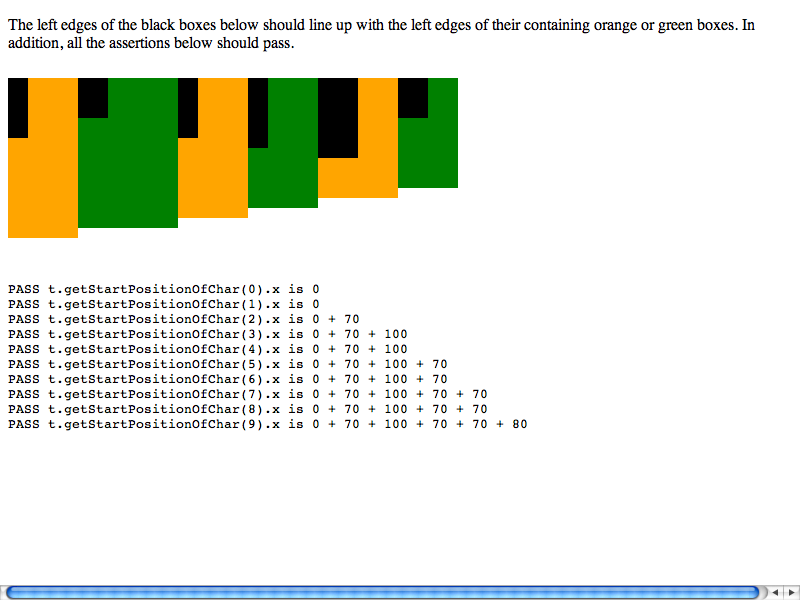 The left edges of the black boxes below should line up with the left edges of their containing orange or green boxes. In
addition, all the assertions below should pass.
PASS t.getStartPositionOfChar(0).x is 0
PASS t.getStartPositionOfChar(1).x is 0
PASS t.getStartPositionOfChar(2).x is 0 + 70
PASS t.getStartPositionOfChar(3).x is 0 + 70 + 100
PASS t.getStartPositionOfChar(4).x is 0 + 70 + 100
PASS t.getStartPositionOfChar(5).x is 0 + 70 + 100 + 70
PASS t.getStartPositionOfChar(6).x is 0 + 70 + 100 + 70
PASS t.getStartPositionOfChar(7).x is 0 + 70 + 100 + 70 + 70
PASS t.getStartPositionOfChar(8).x is 0 + 70 + 100 + 70 + 70
PASS t.getStartPositionOfChar(9).x is 0 + 70 + 100 + 70 + 70 + 80